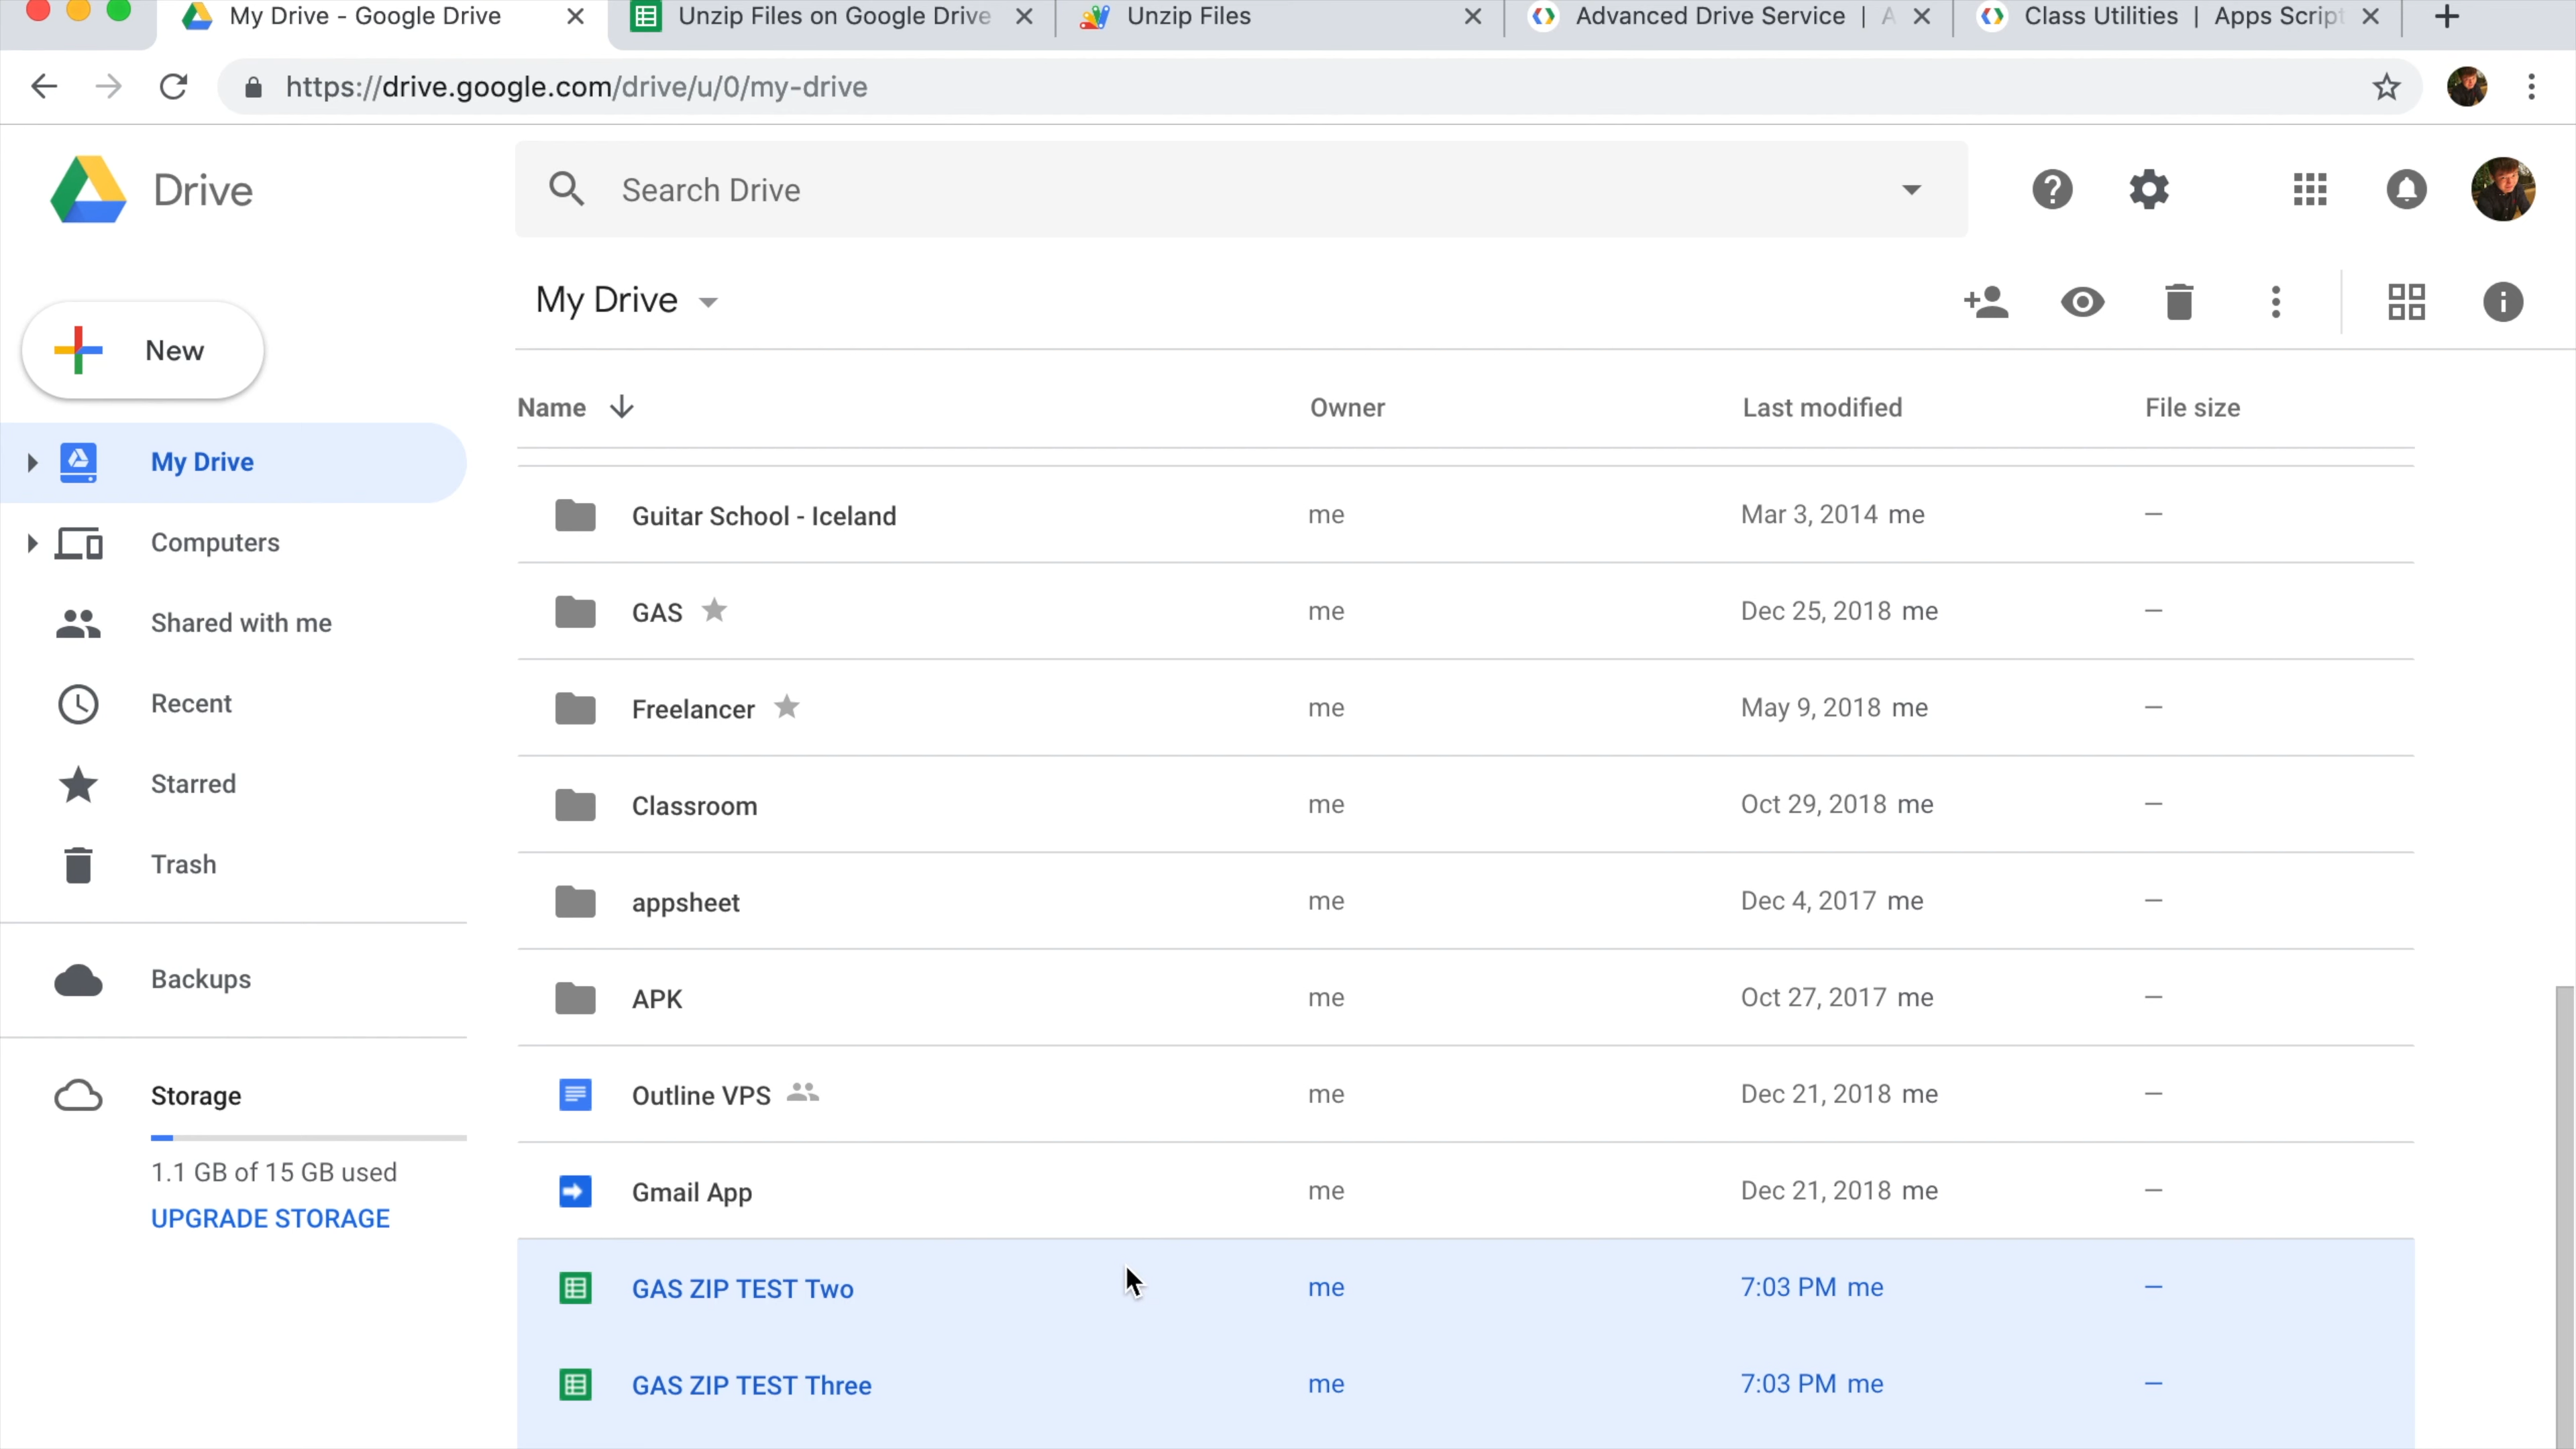 My Drive - Google Drive
Unzip Files on Google Drive
Unzip Files
Advanced Drive Service | A
Class Utilities | Apps Script
https://drive.google.com/drive/u/0/my-drive
Drive
Search Drive
My Drive
New
Name Owner Last modified File size
My Drive
Computers
Shared with me
Recent
Starred
Trash
Backups
Storage
1.1 GB of 15 GB used
UPGRADE STORAGE
Guitar School - Iceland me Mar 3, 2014 me –
GAS me Dec 25, 2018 me –
Freelancer me May 9, 2018 me –
Classroom me Oct 29, 2018 me –
appsheet me Dec 4, 2017 me –
APK me Oct 27, 2017 me –
Outline VPS me Dec 21, 2018 me –
Gmail App me Dec 21, 2018 me –
GAS ZIP TEST Two me 7:03 PM me –
GAS ZIP TEST Three me 7:03 PM me –